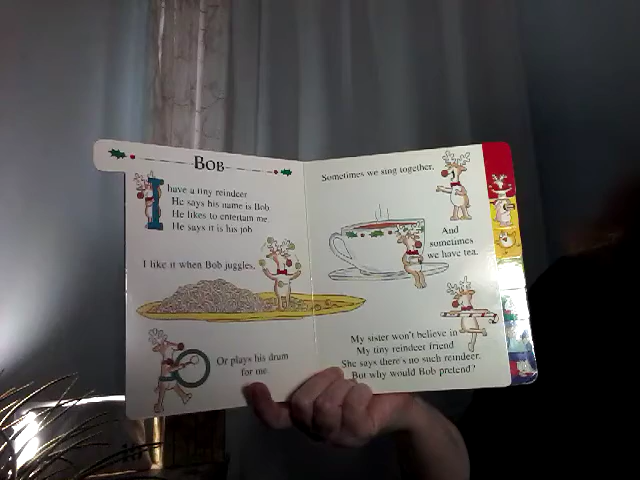 BOB
I have a tiny reindeer
He says his name is Bob
He likes to entertain me.
He says it is his job
I like it when Bob juggles,
Or plays his drum
for me.
Sometimes we sing together,
And
sometimes
we have tea.
My sister won't believe in
My tiny reindeer friend
She says there's no such reindeer.
But why would Bob pretend?